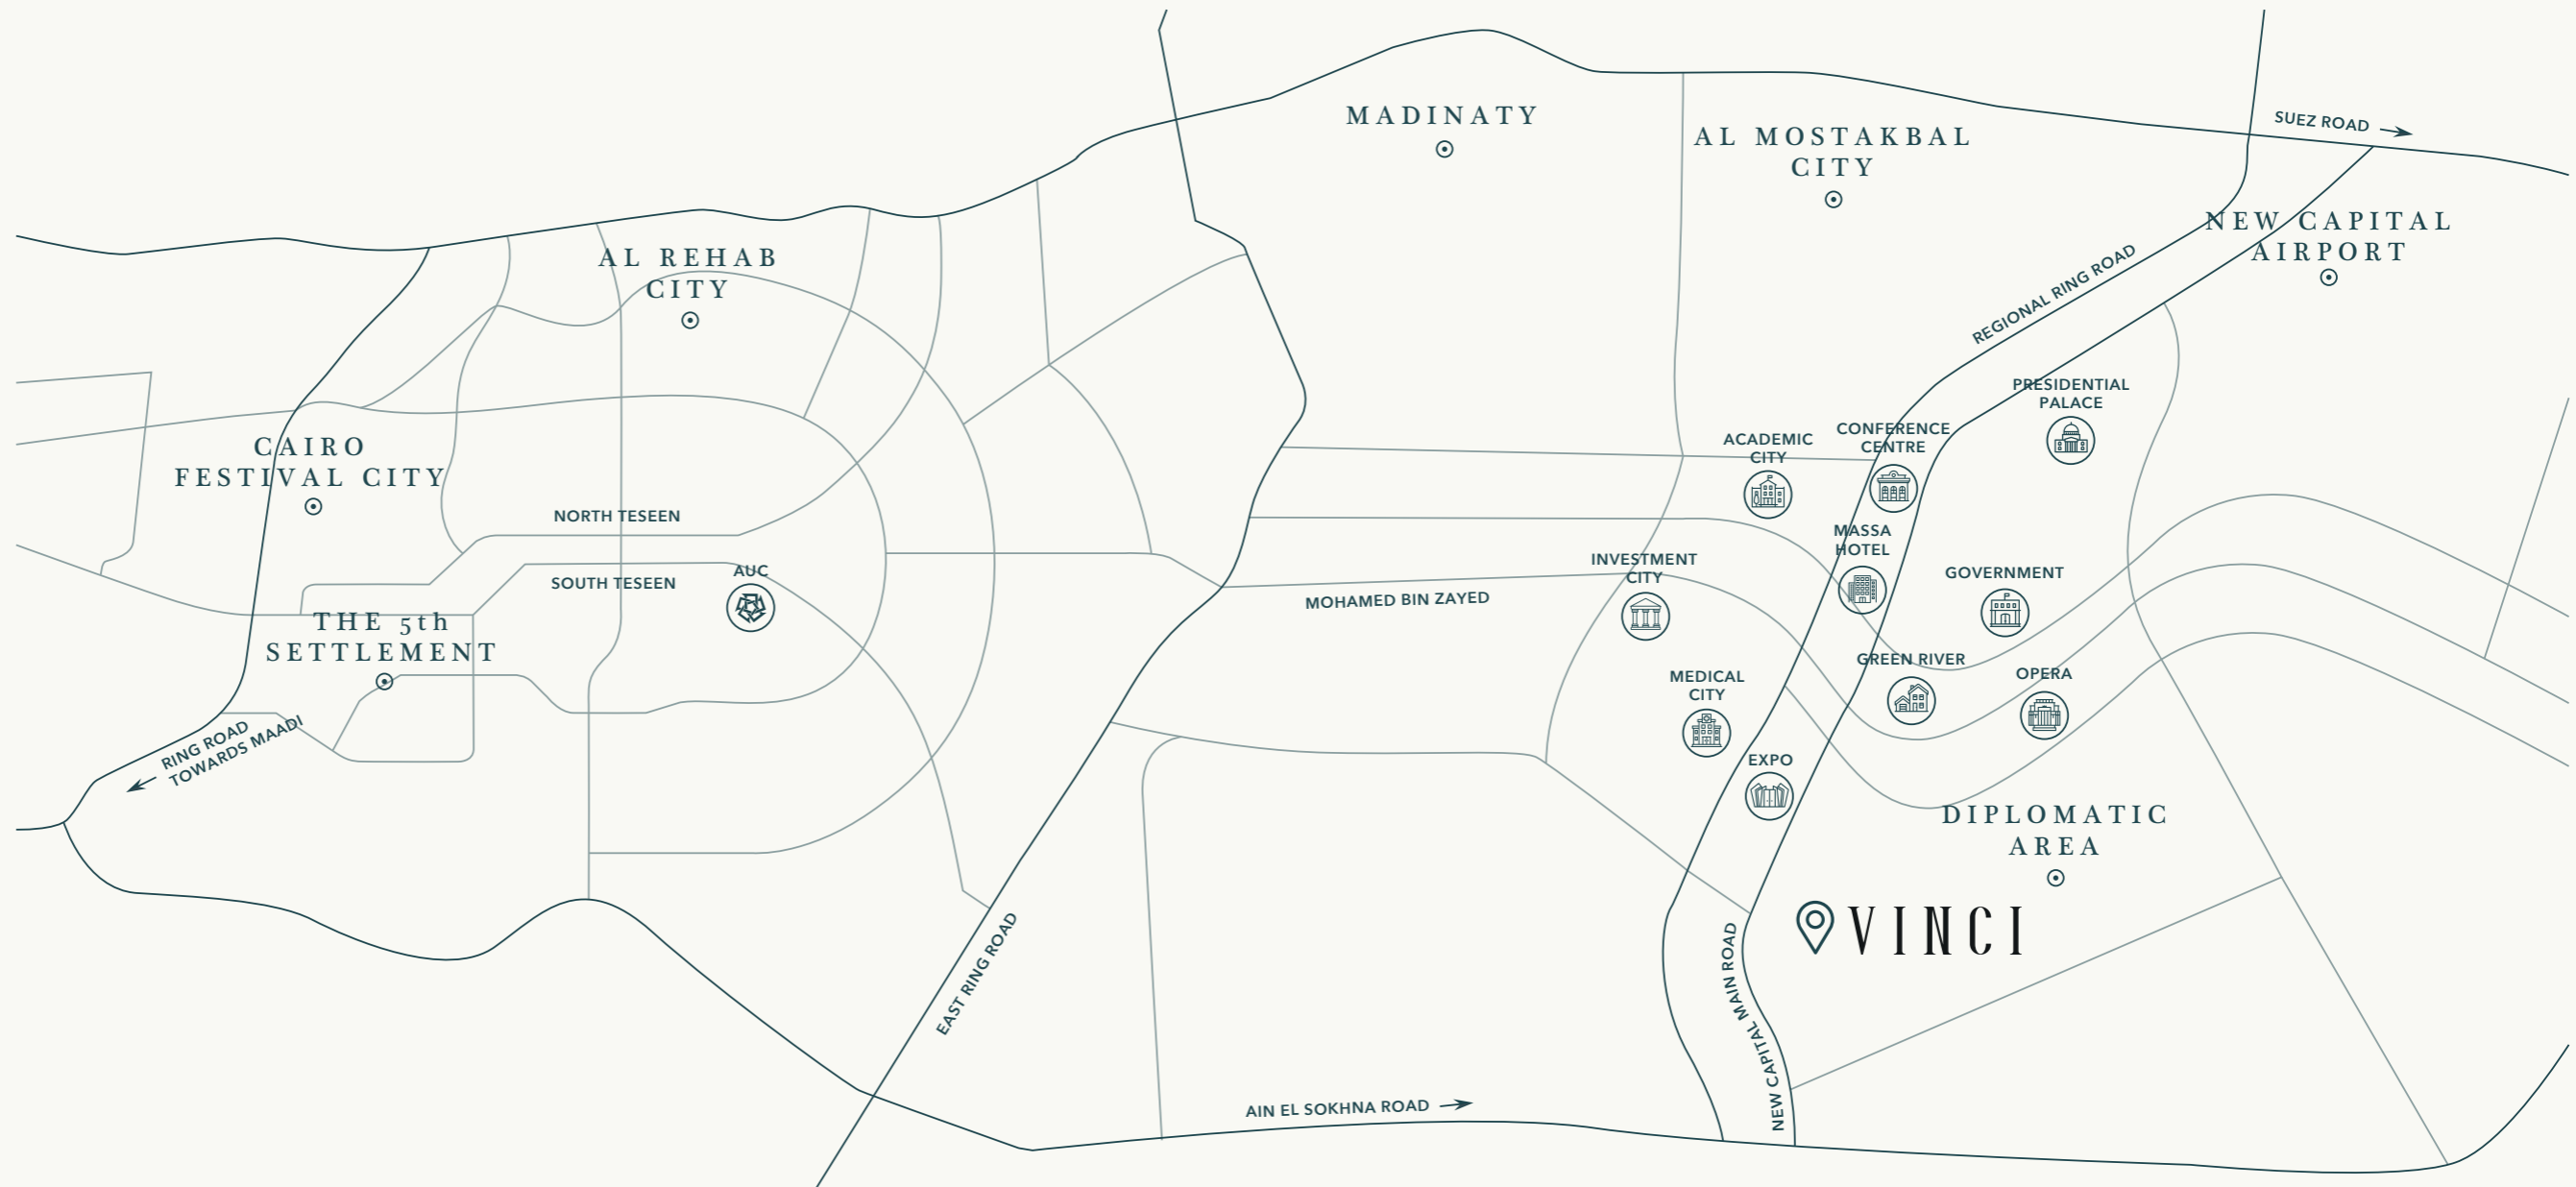 MADINATY
AL MOSTAKBAL
CITY
SUEZ ROAD
NEW CAPITAL
AIRPORT
REGIONAL RING ROAD
AL REHAB
CITY
PRESIDENTIAL
PALACE
CONFERENCE
CENTRE
ACADEMIC
CITY
CAIRO
FESTIVAL CITY
NORTH TESEEN
SOUTH TESEEN
AUC
MASSA
HOTEL
INVESTMENT
CITY
GOVERNMENT
MOHAMED BIN ZAYED
THE 5th
SETTLEMENT
GREEN RIVER
OPERA
MEDICAL
CITY
RING ROAD
TOWARDS MAADI
EXPO
DIPLOMATIC
AREA
VINCI
EAST RING ROAD
NEW CAPITAL MAIN ROAD
AIN EL SOKHNA ROAD